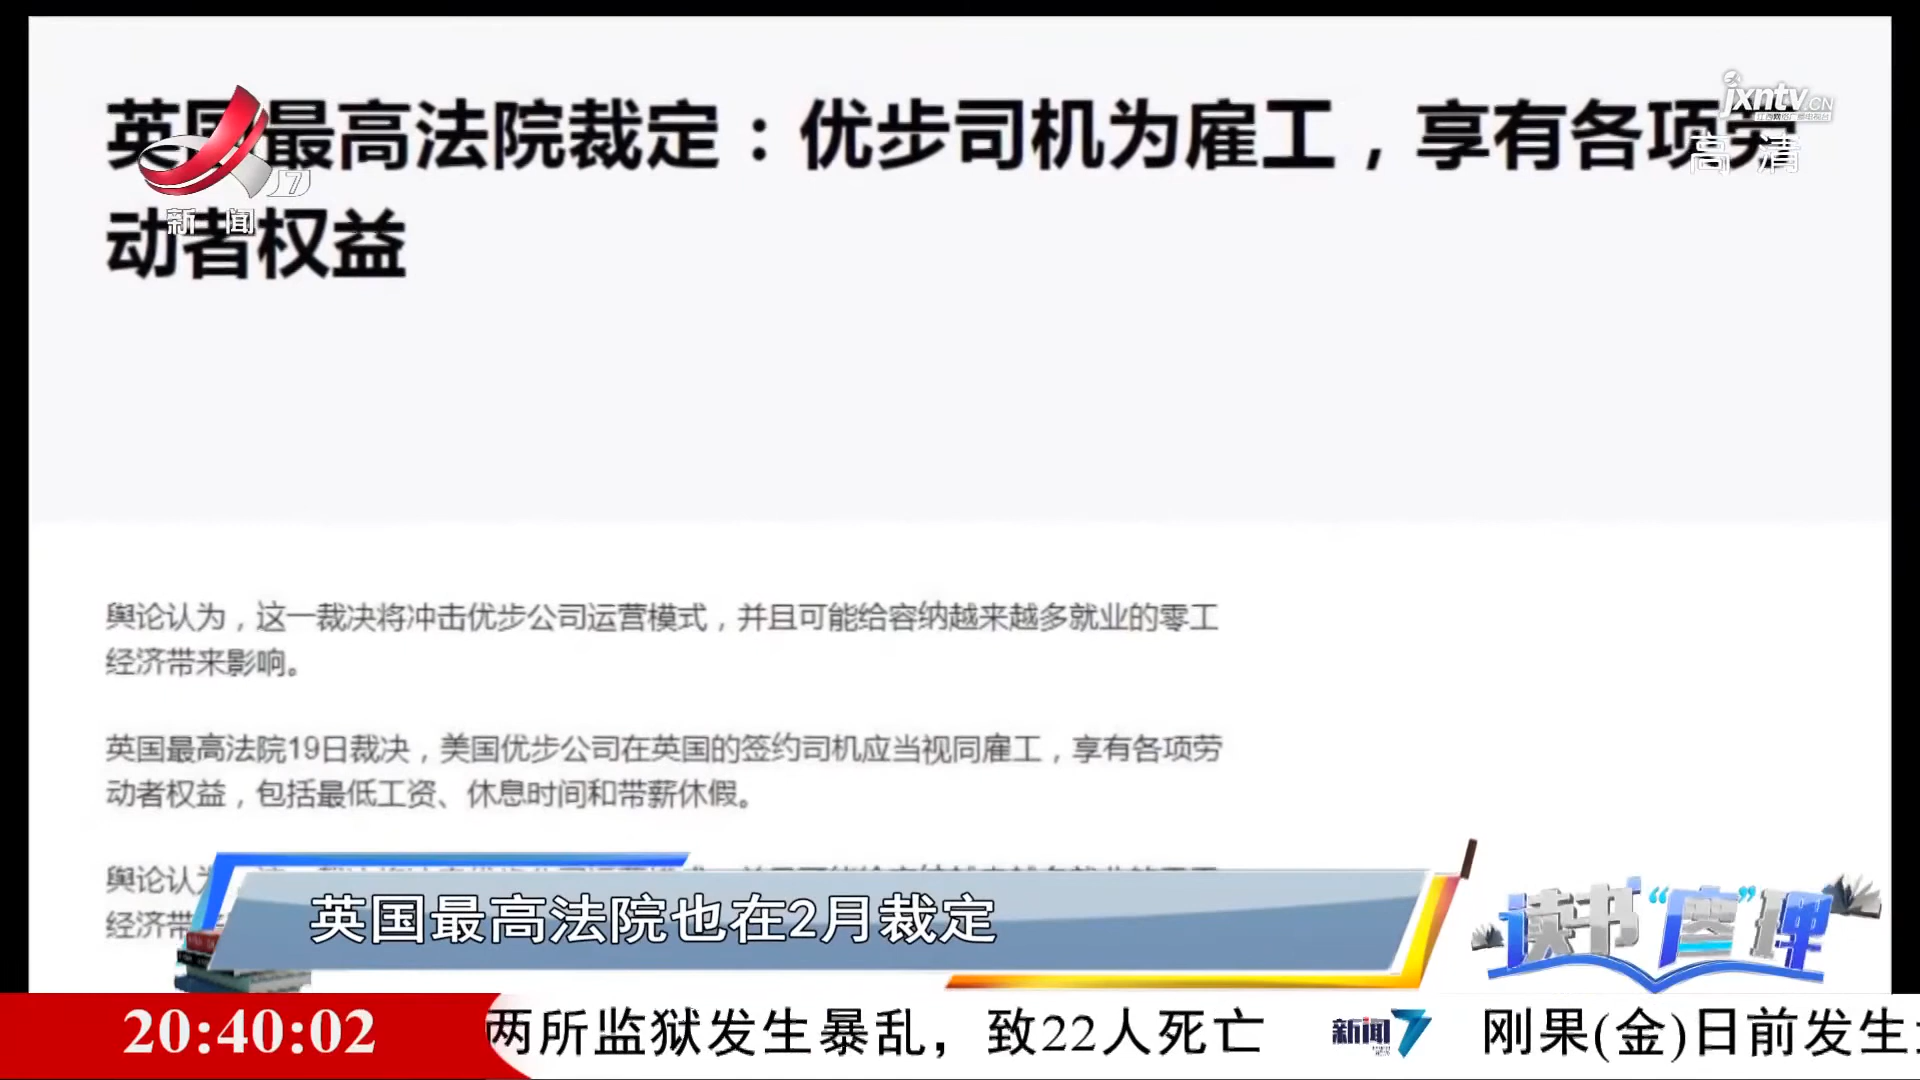 英国最高法院裁定：优步司机为雇工，享有各项劳
动者权益
J7
新闻
jxntv.CN
高清
舆论认为，这一裁决将冲击优步公司运营模式，并且可能给容纳越来越多就业的零工
经济带来影响。
英国最高法院19日裁决，美国优步公司在英国的签约司机应当视同雇工，享有各项劳
动者权益，包括最低工资、休息时间和带薪休假。
舆论认
经济带
英国最高法院也在2月裁定
读书“唐”理
20:40:02
两所监狱发生暴乱，致22人死亡
新闻7
刚果(金)日前发生